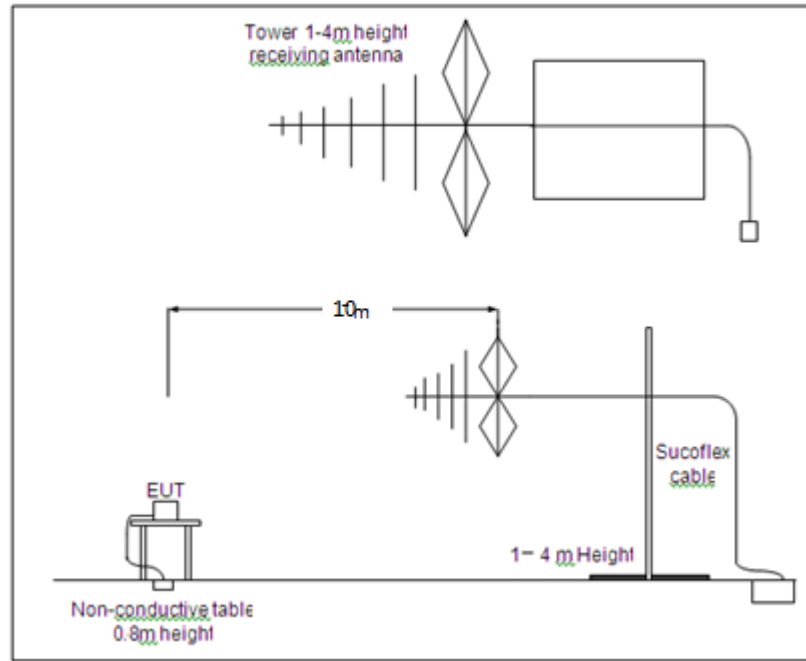 Tower 1-4m height
receiving antenna
10m
Sucoflex
cable
EUT
1– 4 m Height
Non-conductive table
0.8m height